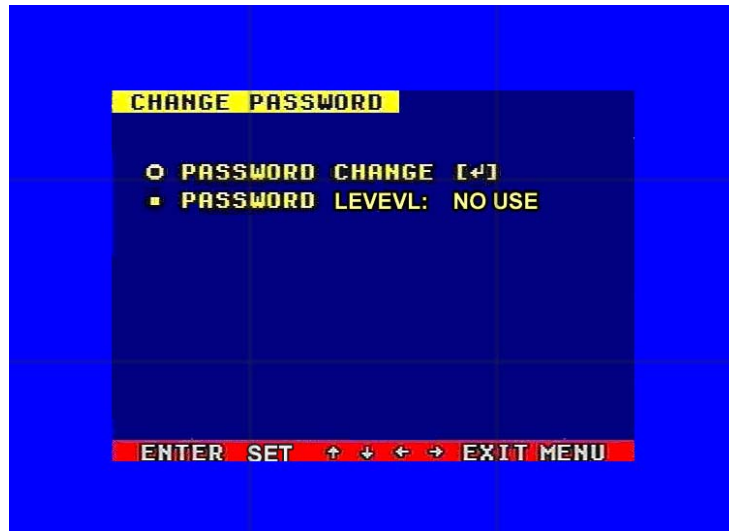 CHANGE PASSWORD
PASSWORD CHANGE [↵]
PASSWORD LEVEVL: NO USE
ENTER SET ↑ ↓ ← → EXIT MENU